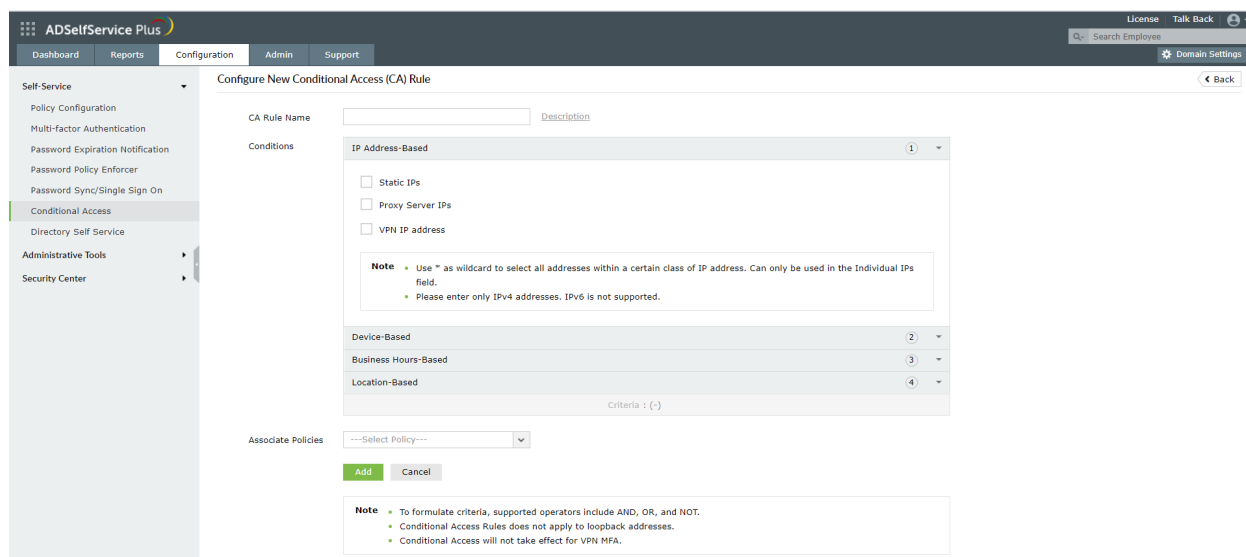 License Talk Back
ADSelfService Plus
Search Employee
Dashboard Reports Configuration Admin Support
Domain Settings
Self-Service
Configure New Conditional Access (CA) Rule
Back
Policy Configuration
CA Rule Name Description
Multi-factor Authentication
Conditions
IP Address-Based 1
Password Expiration Notification
Password Policy Enforcer
Static IPs
Password Sync/Single Sign On
Proxy Server IPs
Conditional Access
VPN IP address
Directory Self Service
Administrative Tools
Security Center
Note • Use * as wildcard to select all addresses within a certain class of IP address. Can only be used in the Individual IPs
field.
• Please enter only IPv4 addresses. IPv6 is not supported.
Device-Based 2
Business Hours-Based 3
Location-Based 4
Criteria : (-)
Associate Policies ---Select Policy---
Add Cancel
Note • To formulate criteria, supported operators include AND, OR, and NOT.
• Conditional Access Rules does not apply to loopback addresses.
• Conditional Access will not take effect for VPN MFA.